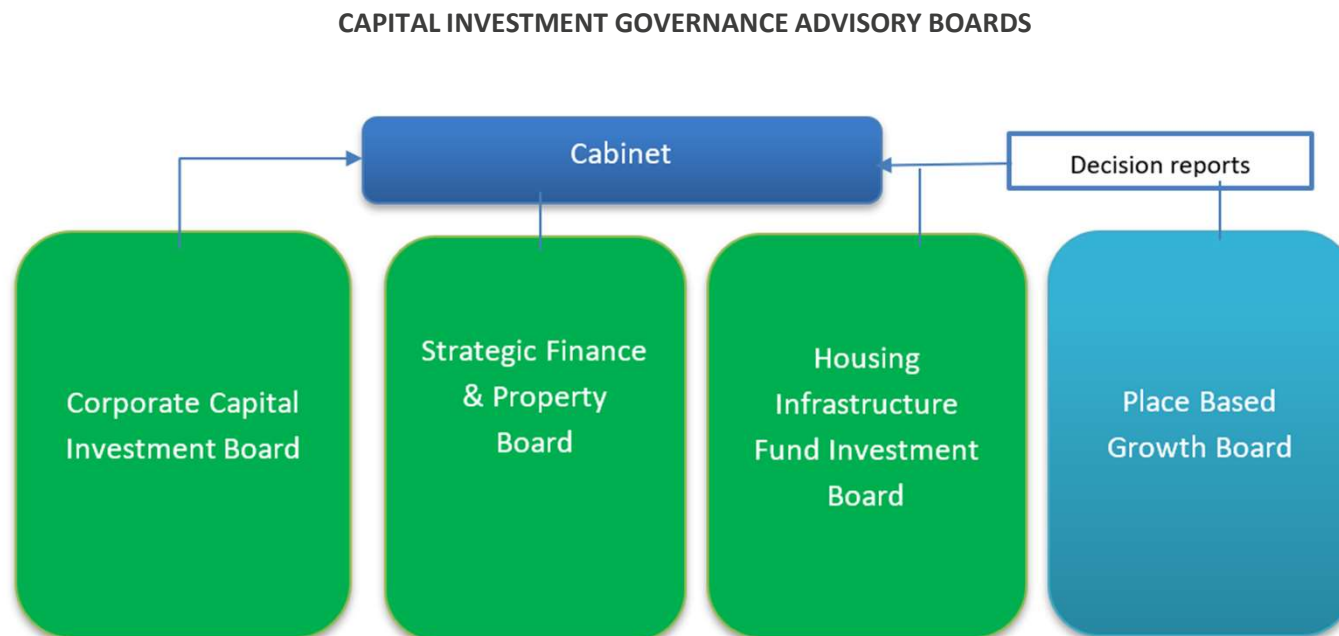 CAPITAL INVESTMENT GOVERNANCE ADVISORY BOARDS
Cabinet
Decision reports
Corporate Capital
Investment Board
Strategic Finance
& Property
Board
Housing
Infrastructure
Fund Investment
Board
Place Based
Growth Board